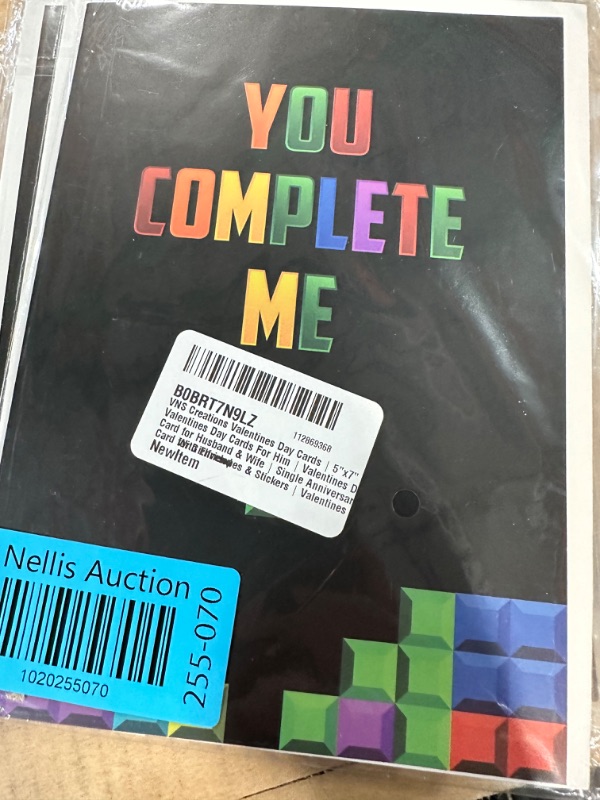 YOU
COMPLETE
ME
B0BRT7N9LZ
112869368
VNS Creations Valentines Day Cards | 5"x7"
Valentines Day Cards For Him | Valentines D
Card for Husband & Wife | Single Anniversar
Card & Stickers | Valentines
NewItem
Nellis Auction
1020255070
255-070